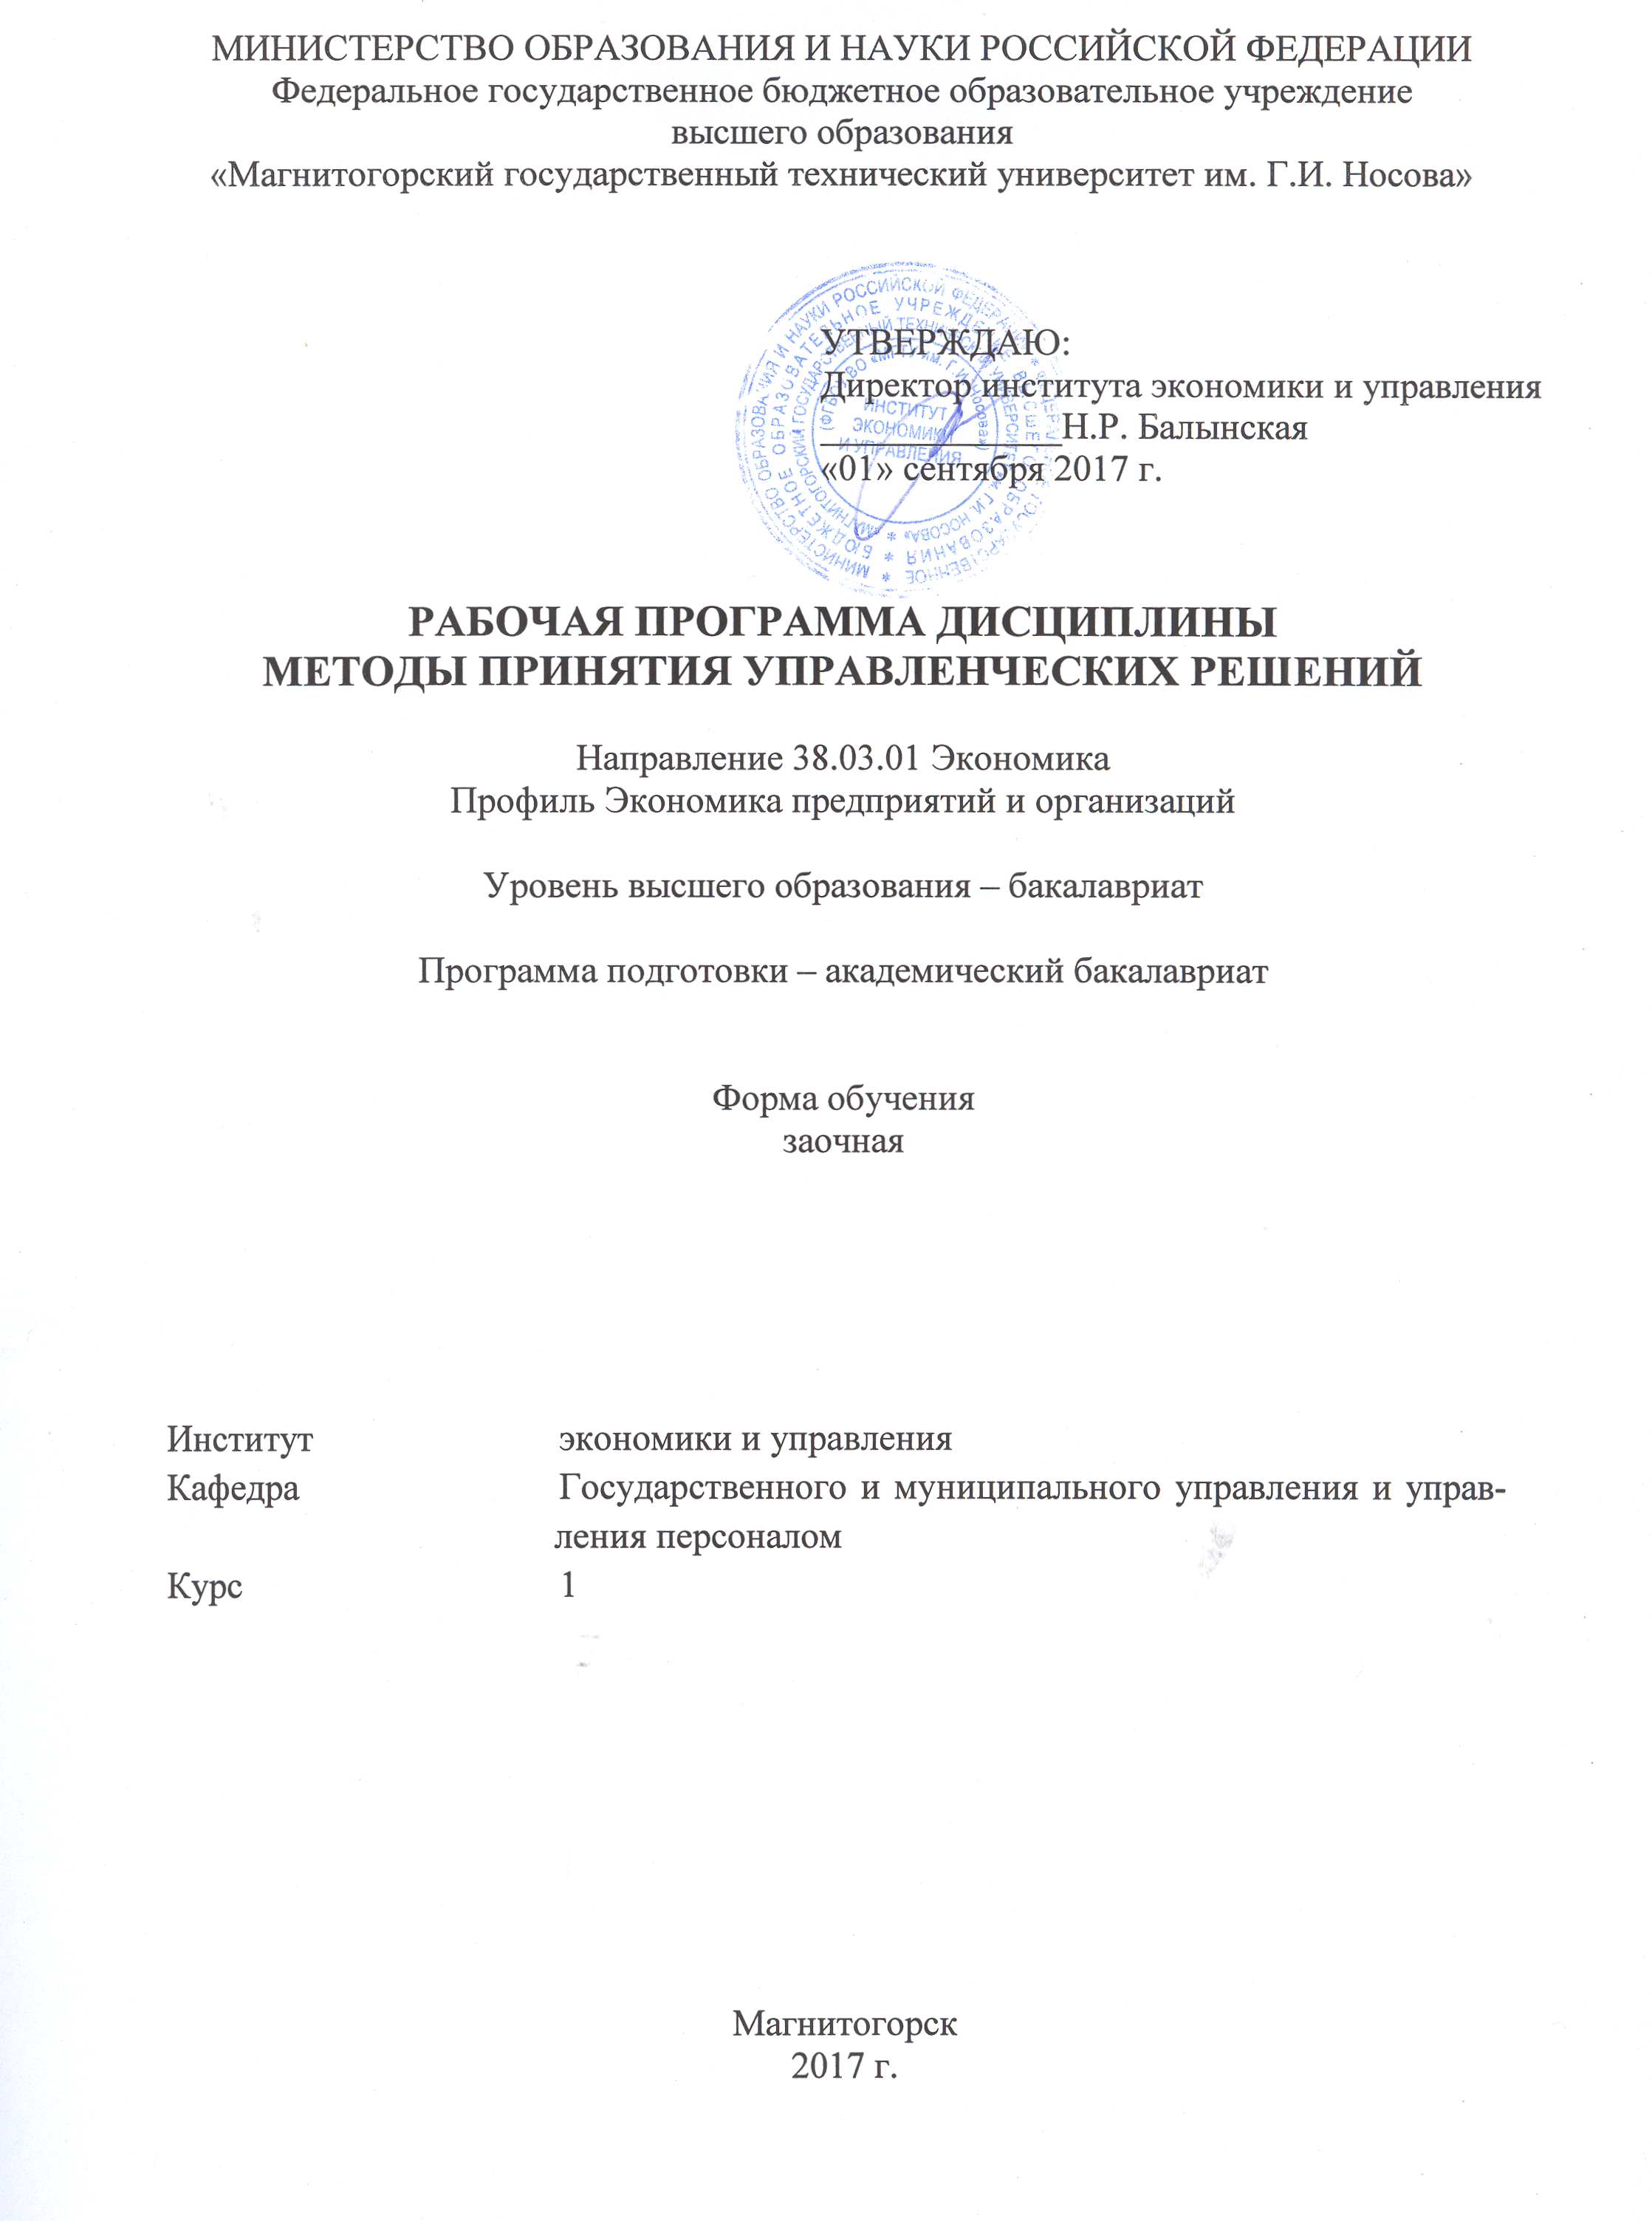 МИНИСТЕРСТВО ОБРАЗОВАНИЯ И НАУКИ РОССИЙСКОЙ ФЕДЕРАЦИИ
Федеральное государственное бюджетное образовательное учреждение
высшего образования
«Магнитогорский государственный технический университет им. Г.И. Носова»
УТВЕРЖДАЮ:
Директор института экономики и управления
Н.Р. Балынская
«01» сентября 2017 г.
ИНСТИТУТ
ЭКОНОМИКИ
И УПРАВЛЕНИЯ
РАБОЧАЯ ПРОГРАММА ДИСЦИПЛИНЫ
МЕТОДЫ ПРИНЯТИЯ УПРАВЛЕНЧЕСКИХ РЕШЕНИЙ
Направление 38.03.01 Экономика
Профиль Экономика предприятий и организаций
Уровень высшего образования – бакалавриат
Программа подготовки – академический бакалавриат
Форма обучения
заочная
Институт экономики и управления
Кафедра Государственного и муниципального управления и управ-
ления персоналом
Курс 1
Магнитогорск
2017 г.